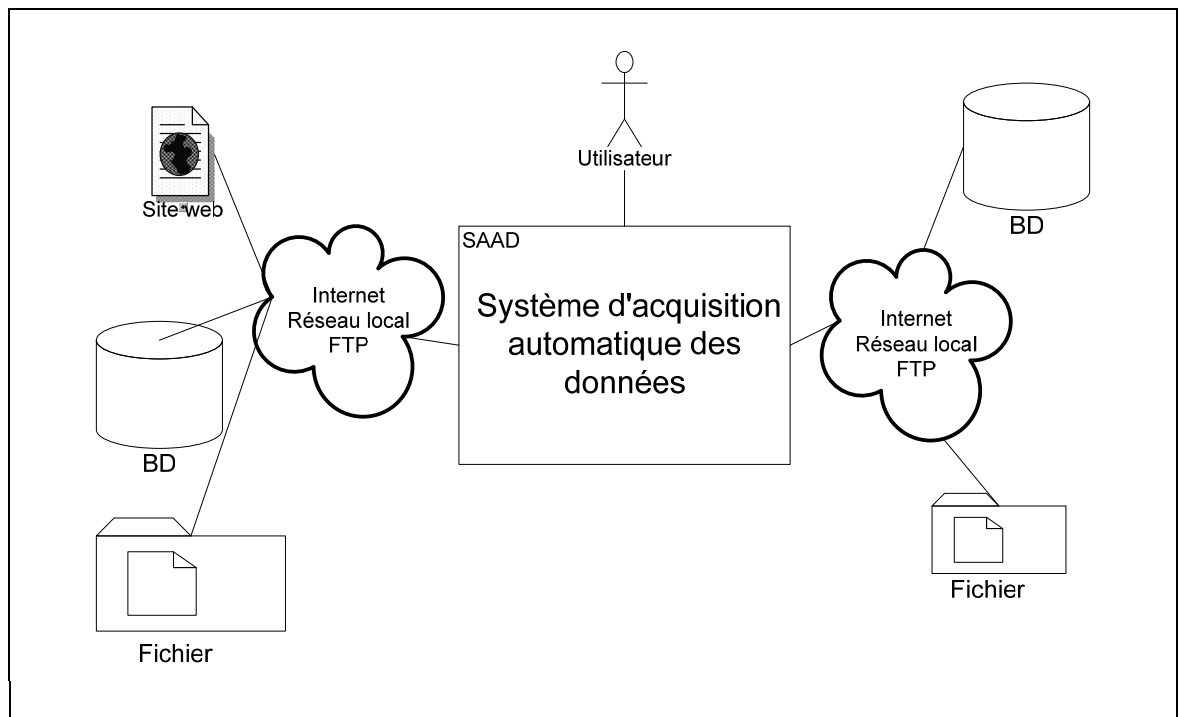 Utilisateur
Site web
BD
SAAD
Système d'acquisition
automatique des
données
Internet
Réseau local
FTP
Internet
Réseau local
FTP
BD
Fichier
Fichier